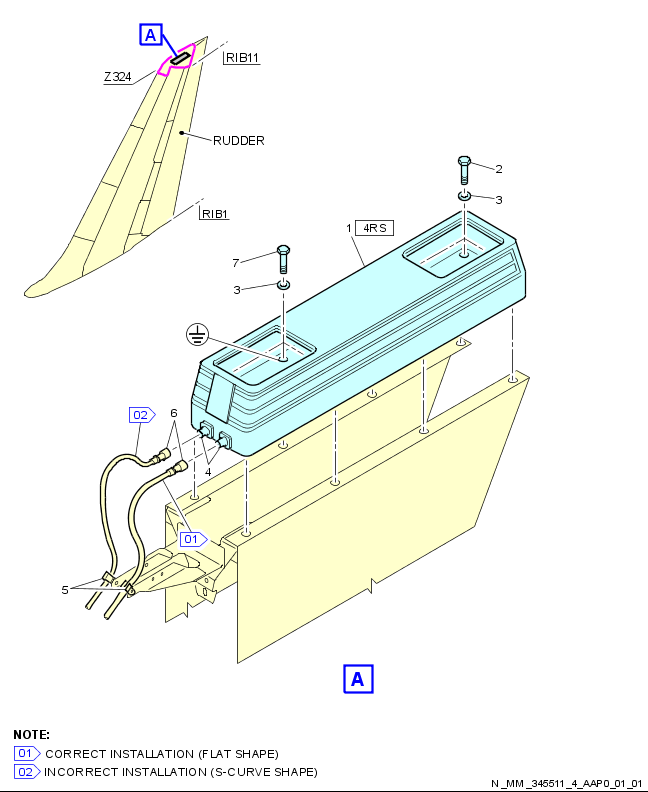 A
RIB11
Z324
RUDDER
2
3
RIB1
1 4RS
7
3
02
6
4
01
5
A
NOTE:
01 CORRECT INSTALLATION (FLAT SHAPE)
02 INCORRECT INSTALLATION (S-CURVE SHAPE)
N_MM_345511_4_AAP0_01_01